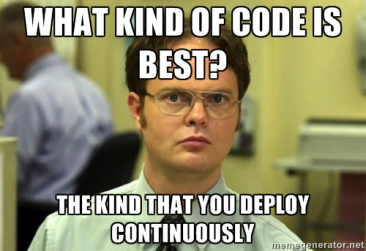 WHAT KIND OF CODE IS
BEST?
THE KIND THAT YOU DEPLOY
CONTINUOUSLY
memegenerator.net